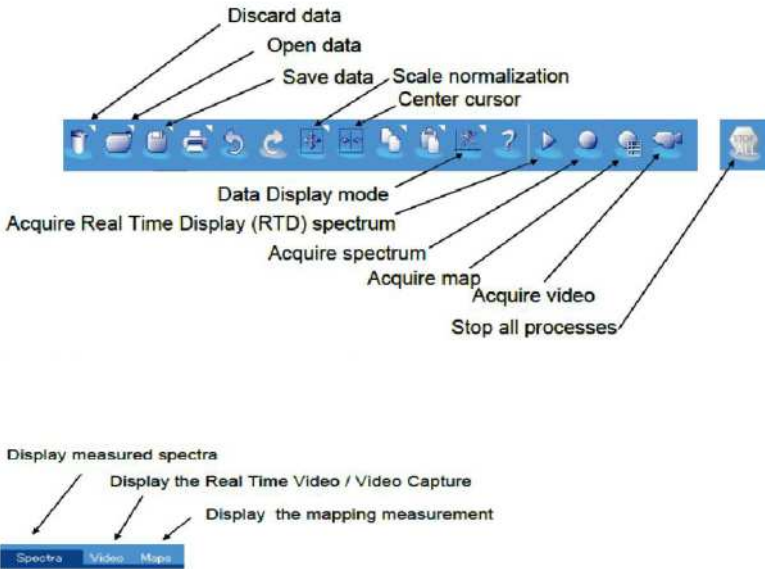 Discard data
Open data
Save data
Scale normalization
Center cursor
?
STOP
ALL
Data Display mode
Acquire Real Time Display (RTD) spectrum
Acquire spectrum
Acquire map
Acquire video
Stop all processes
Display measured spectra
Display the Real Time Video / Video Capture
Display the mapping measurement
Spectra Video Maps